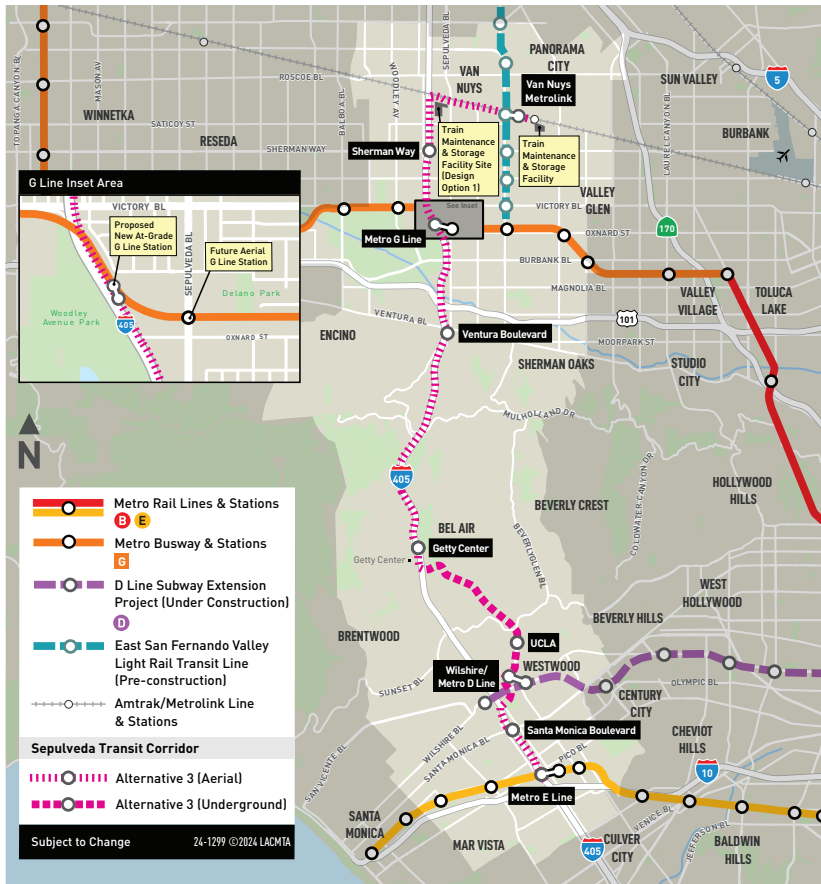 TOPANGA CANYON BL
MASON AV
WINNETKA
ROSCOE BL
SATICOY ST
RESEDA
SHERMAN WAY
BALBOA BL
WOODLEY AV
SEPULVEDA BL
VAN
NUYS
PANORAMA
CITY
Van Nuys
Metrolink
SUN VALLEY
5
LAUREL CANYON BL
BURBANK
Sherman Way
Train
Maintenance
& Storage
Facility Site
(Design
Option 1)
Train
Maintenance
& Storage
Facility
VALLEY
GLEN
See Inset
VICTORY BL
OXNARD ST
170
Metro G Line
BURBANK BL
MAGNOLIA BL
VALLEY
VILLAGE
TOLUCA
LAKE
G Line Inset Area
VICTORY BL
Proposed
New At-Grade
G Line Station
SEPULVEDA BL
Future Aerial
G Line Station
Delano Park
Woodley
Avenue Park
405
OXNARD ST
VENTURA BL
ENCINO
Ventura Boulevard
101
MOORPARK ST
SHERMAN OAKS
STUDIO
CITY
MULHOLLAND DR
N
405
COLDWATER CANYON DR
HOLLYWOOD
HILLS
BEVERLY CREST
BEL AIR
Getty Center
Getty Center
BEVERLY GLEN BL
WEST
HOLLYWOOD
BEVERLY HILLS
BRENTWOOD
UCLA
Wilshire/
Metro D Line
WESTWOOD
SUNSET BL
OLYMPIC BL
CENTURY
CITY
WILSHIRE BL
SANTA MONICA BL
Santa Monica Boulevard
CHEVIOT
HILLS
PICO BL
10
SAN VICENTE BL
Metro E Line
SANTA
MONICA
VENICE BL
JEFFERSON BL
MAR VISTA
405
CULVER
CITY
BALDWIN
HILLS
Metro Rail Lines & Stations
B E
Metro Busway & Stations
G
D Line Subway Extension
Project (Under Construction)
D
East San Fernando Valley
Light Rail Transit Line
(Pre-construction)
Amtrak/Metrolink Line
& Stations
Sepulveda Transit Corridor
Alternative 3 (Aerial)
Alternative 3 (Underground)
Subject to Change
24-1299 ©2024 LACMTA